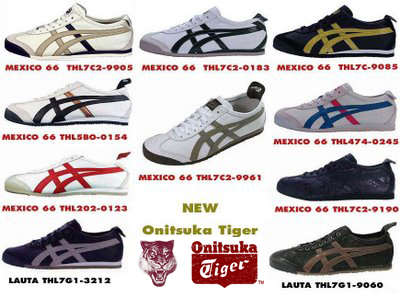 MEXICO 66 THL7C2-9905
MEXICO 66 THL7C2-0183
MEXICO 66 THL7C-9085
MEXICO 66 THL5B0-0154
MEXICO 66 THL7C2-9961
MEXICO 66 THL474-0245
MEXICO 66 THL202-0123
MEXICO 66 THL7C2-9190
NEW
Onitsuka Tiger
Onitsuka
Tiger
LAUTA THL7G1-3212
LAUTA THL7G1-9060